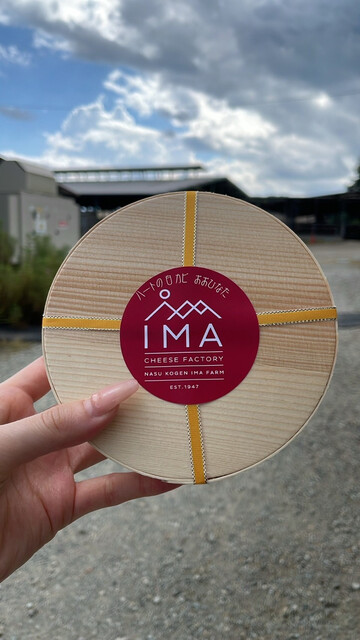 ハートの白カビ おおひなた
IMA
CHEESE FACTORY
NASU KOGEN IMA FARM
EST.1947